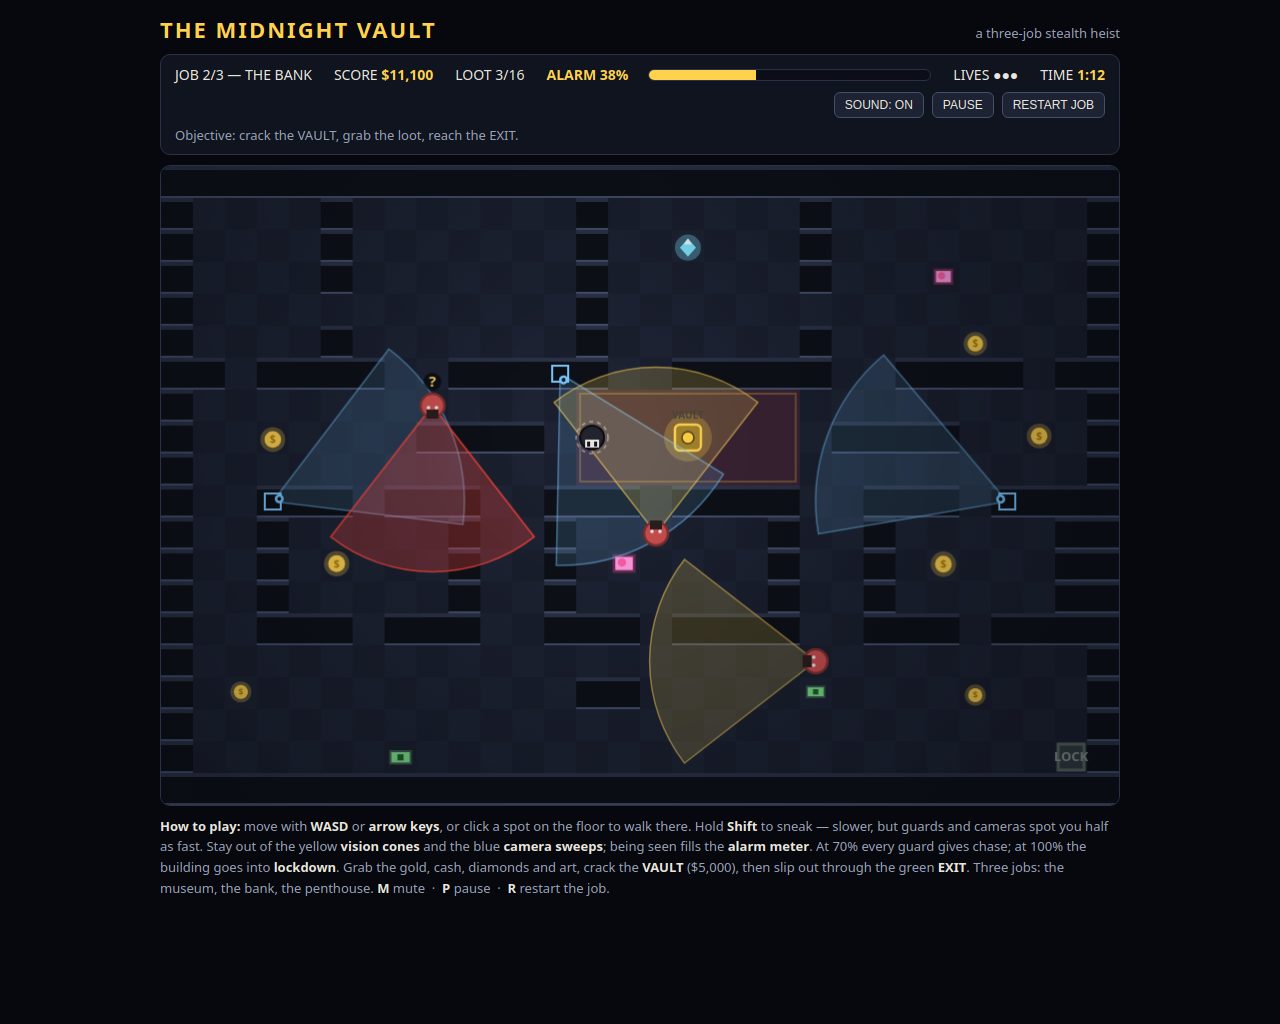 THE MIDNIGHT VAULT
a three-job stealth heist
JOB 2/3 — THE BANK SCORE $11,100 LOOT 3/16 ALARM 38% LIVES ●●● TIME 1:12
SOUND: ON PAUSE RESTART JOB
Objective: crack the VAULT, grab the loot, reach the EXIT.
$
?
VAULT
$ $
$ $
$ $
LOCK
How to play: move with WASD or arrow keys, or click a spot on the floor to walk there. Hold Shift to sneak — slower, but guards and cameras spot you half
as fast. Stay out of the yellow vision cones and the blue camera sweeps; being seen fills the alarm meter. At 70% every guard gives chase; at 100% the
building goes into lockdown. Grab the gold, cash, diamonds and art, crack the VAULT ($5,000), then slip out through the green EXIT. Three jobs: the
museum, the bank, the penthouse. M mute · P pause · R restart the job.